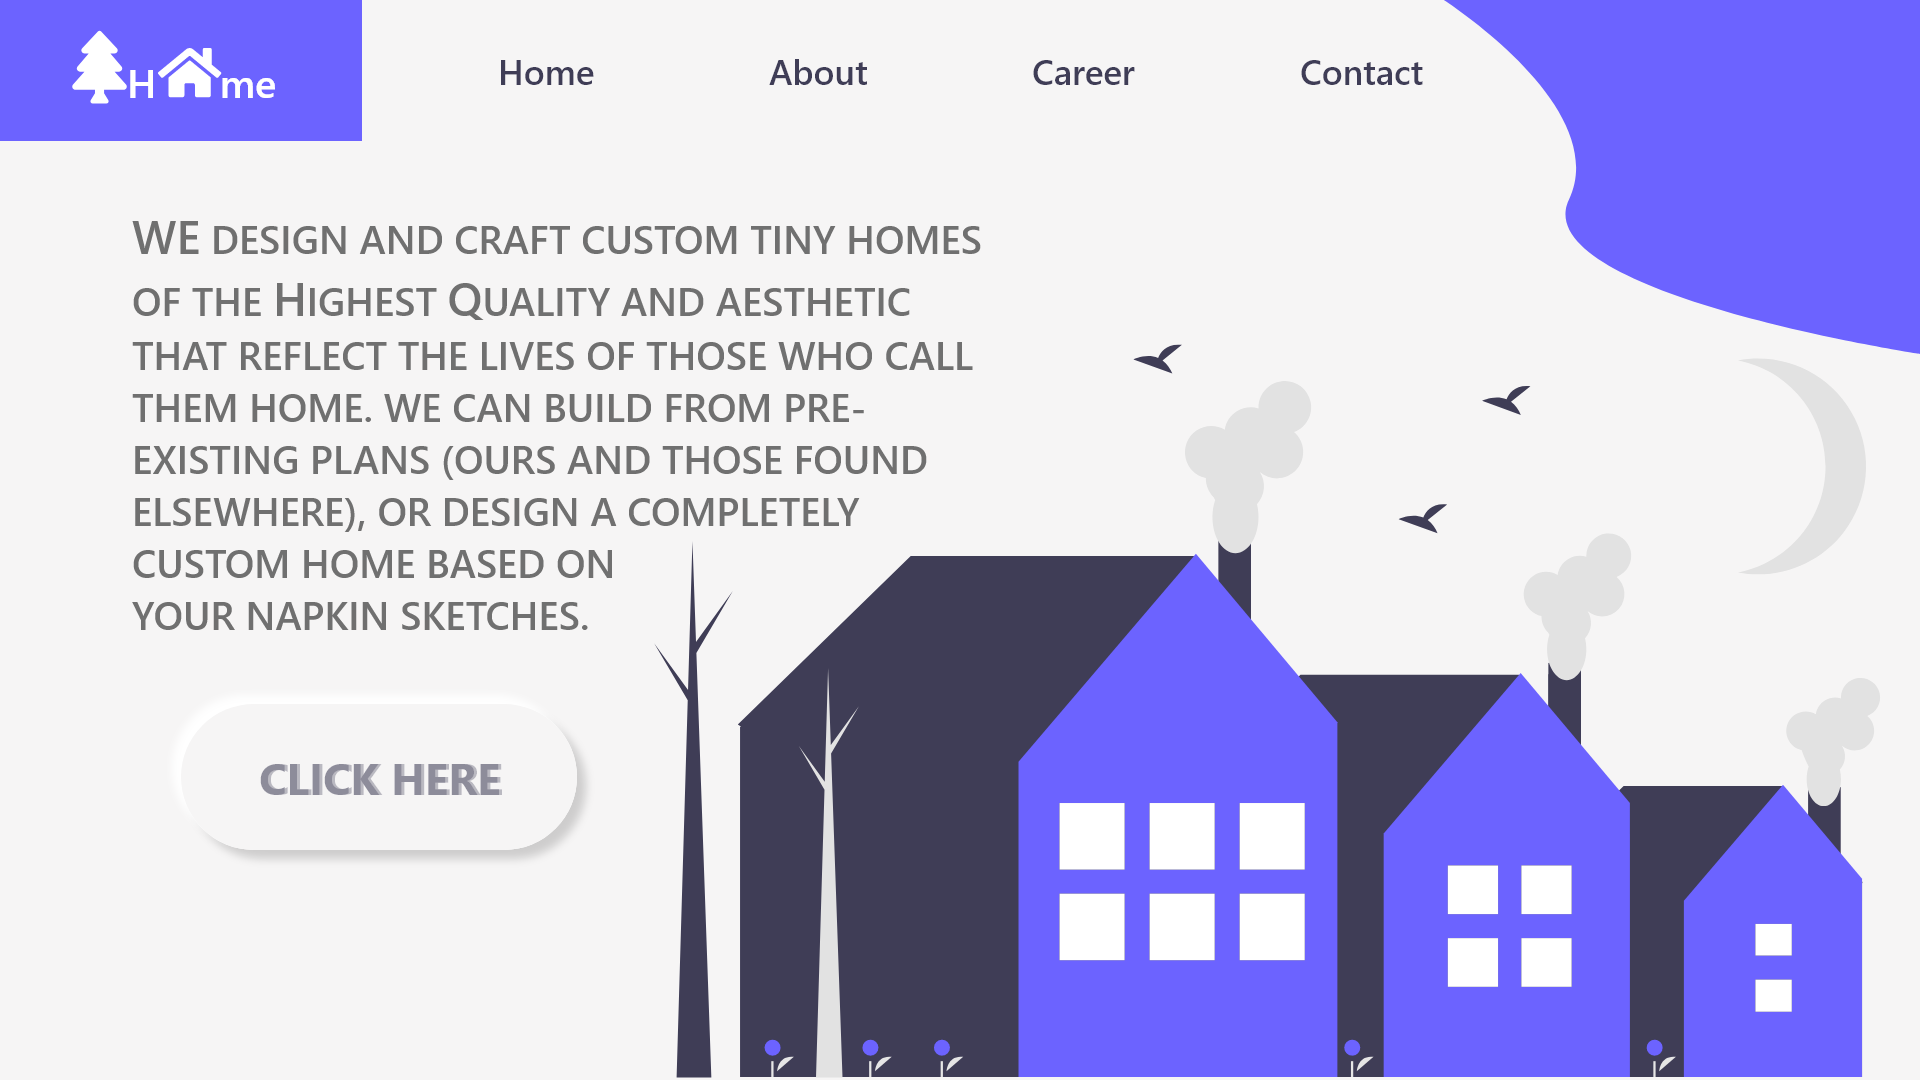 H me
Home
About
Career
Contact
WE DESIGN AND CRAFT CUSTOM TINY HOMES
OF THE HIGHEST QUALITY AND AESTHETIC
THAT REFLECT THE LIVES OF THOSE WHO CALL
THEM HOME. WE CAN BUILD FROM PRE-
EXISTING PLANS (OURS AND THOSE FOUND
ELSEWHERE), OR DESIGN A COMPLETELY
CUSTOM HOME BASED ON
YOUR NAPKIN SKETCHES.
CLICK HERE